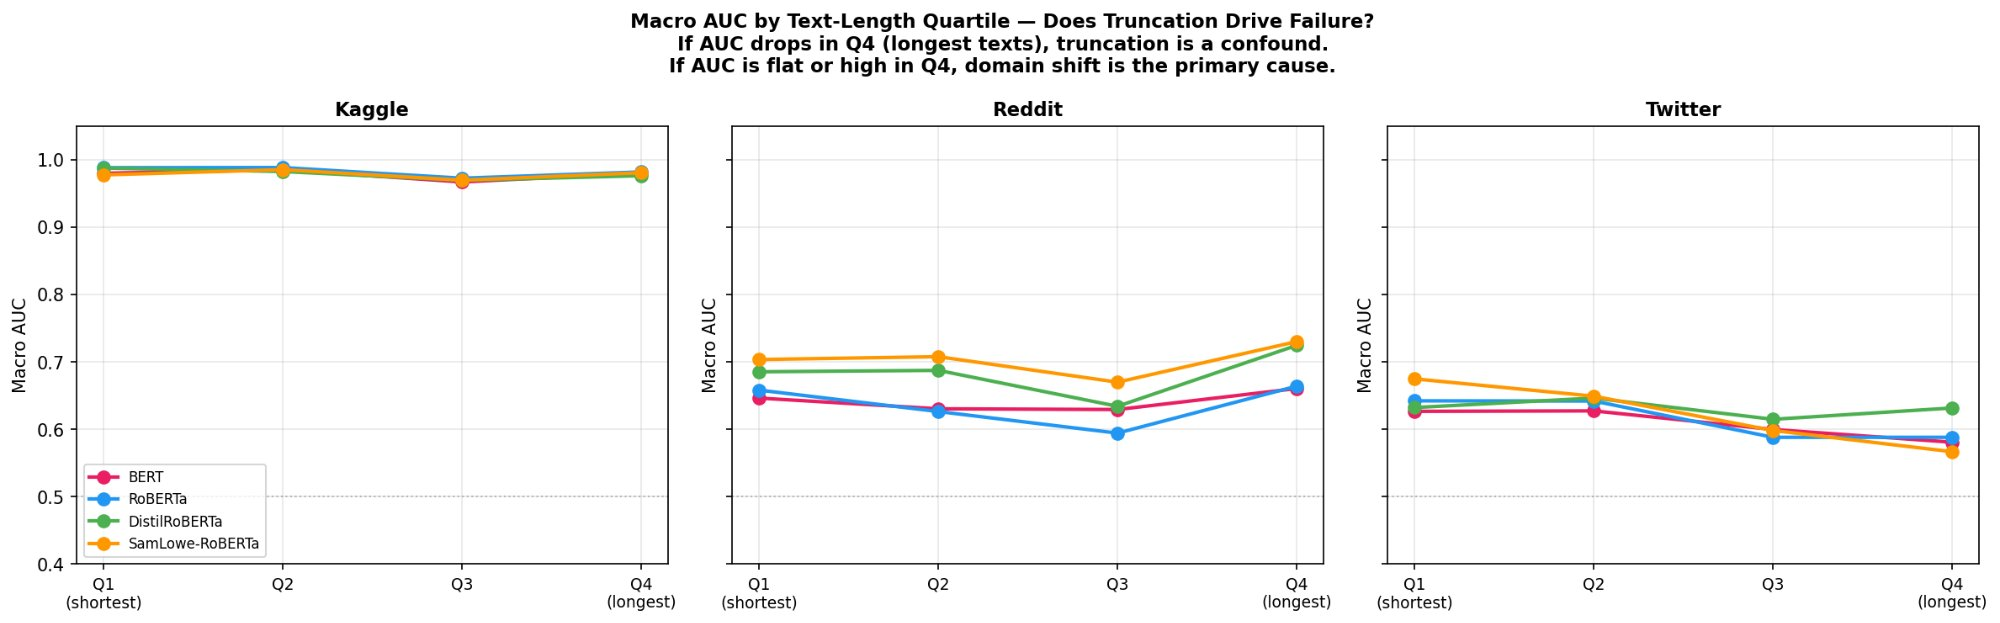 Macro AUC by Text-Length Quartile — Does Truncation Drive Failure?
If AUC drops in Q4 (longest texts), truncation is a confound.
If AUC is flat or high in Q4, domain shift is the primary cause.
Kaggle
Macro AUC
1.0
0.9
0.8
0.7
0.6
0.5
0.4
BERT
RoBERTa
DistilRoBERTa
SamLowe-RoBERTa
Q1
(shortest)
Q2
Q3
Q4
(longest)
Reddit
Macro AUC
Q1
(shortest)
Q2
Q3
Q4
(longest)
Twitter
Macro AUC
Q1
(shortest)
Q2
Q3
Q4
(longest)